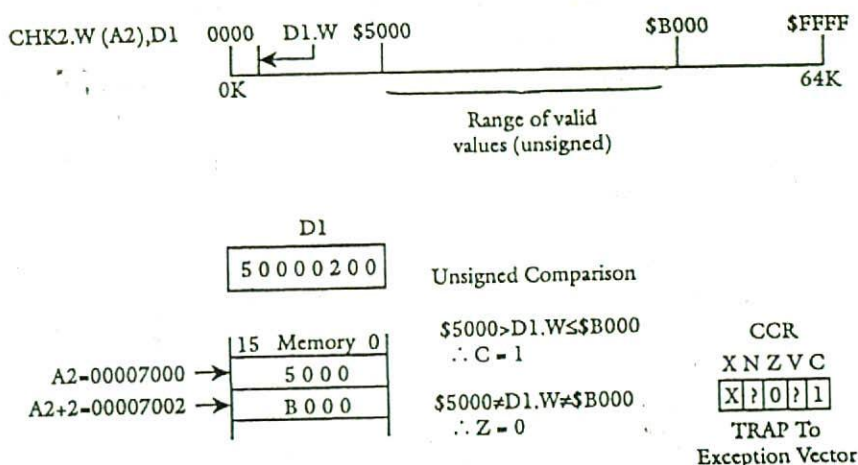 CHK2.W (A2),D1 0000 D1.W $5000 $B000 $FFFF
0K 64K
Range of valid
values (unsigned)
D1
50000200
Unsigned Comparison
15 Memory 0
$5000>D1.W≤$B000
CCR
∴ C = 1
X N Z V C
A2=00007000 5000
X ? 0 ? 1
A2+2=00007002 B000
$5000≠D1.W≠$B000
∴ Z = 0
TRAP To
Exception Vector